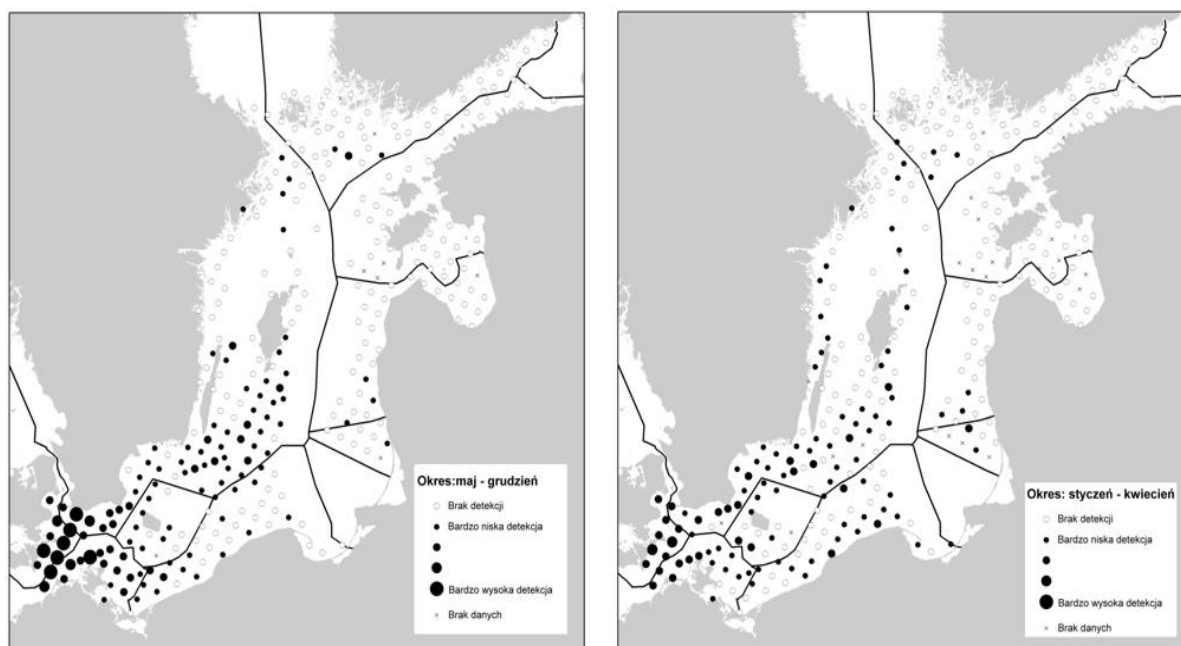 Okres:maj - grudzień
Brak detekcji
Bardzo niska detekcja
Bardzo wysoka detekcja
Brak danych
Okres: styczeń - kwiecień
Brak detekcji
Bardzo niska detekcja
Bardzo wysoka detekcja
Brak danych